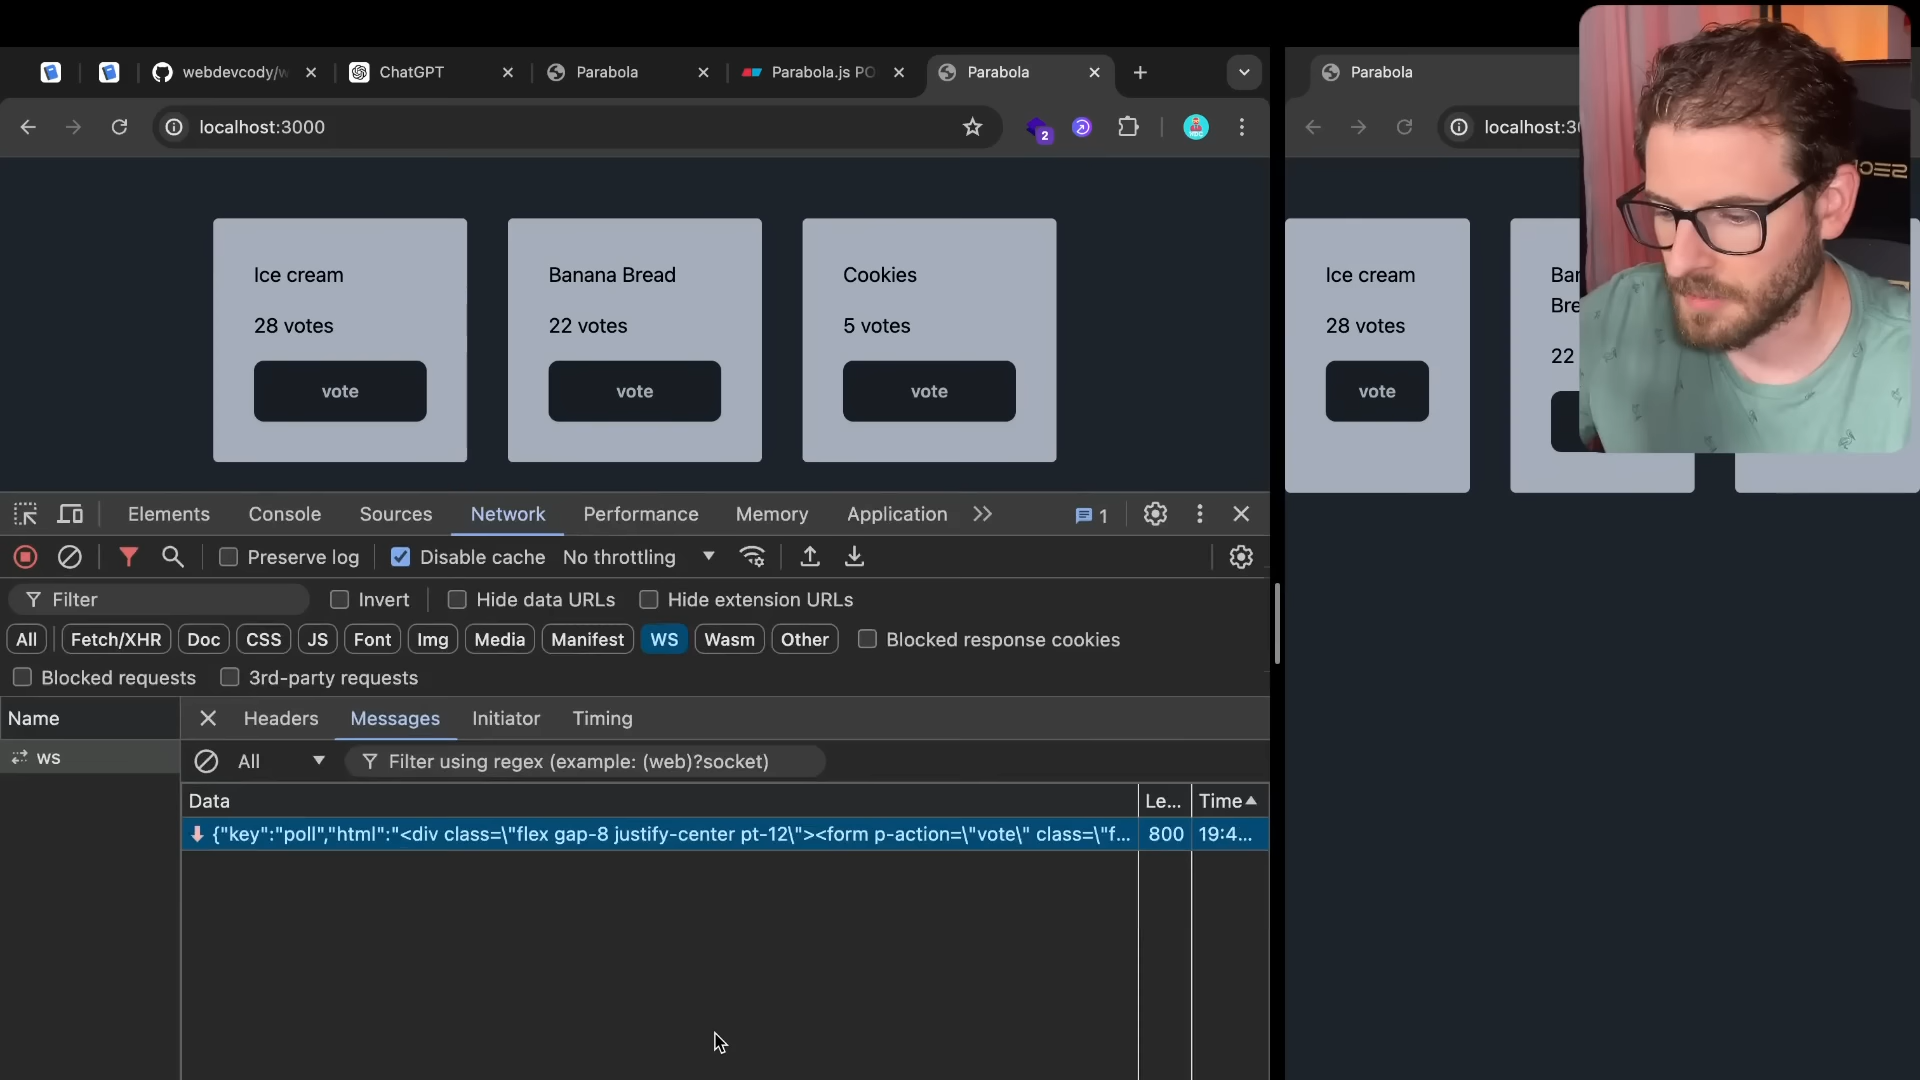 webdevcody/w
ChatGPT
Parabola
Parabola.js PO
Parabola
Parabola
localhost:3000
2
localhost:30
Ice cream
28 votes
vote
Banana Bread
22 votes
vote
Cookies
5 votes
vote
Ice cream
28 votes
vote
Ban
Bre
22
Elements
Console
Sources
Network
Performance
Memory
Application
1
Preserve log
Disable cache
No throttling
Filter
Invert
Hide data URLs
Hide extension URLs
All
Fetch/XHR
Doc
CSS
JS
Font
Img
Media
Manifest
WS
Wasm
Other
Blocked response cookies
Blocked requests
3rd-party requests
Name
Headers
Messages
Initiator
Timing
ws
All
Filter using regex (example: (web)?socket)
Data
Le...
Time
{"key":"poll","html":"<div class=\"flex gap-8 justify-center pt-12\"><form p-action=\"vote\" class=\"f...
800
19:4...